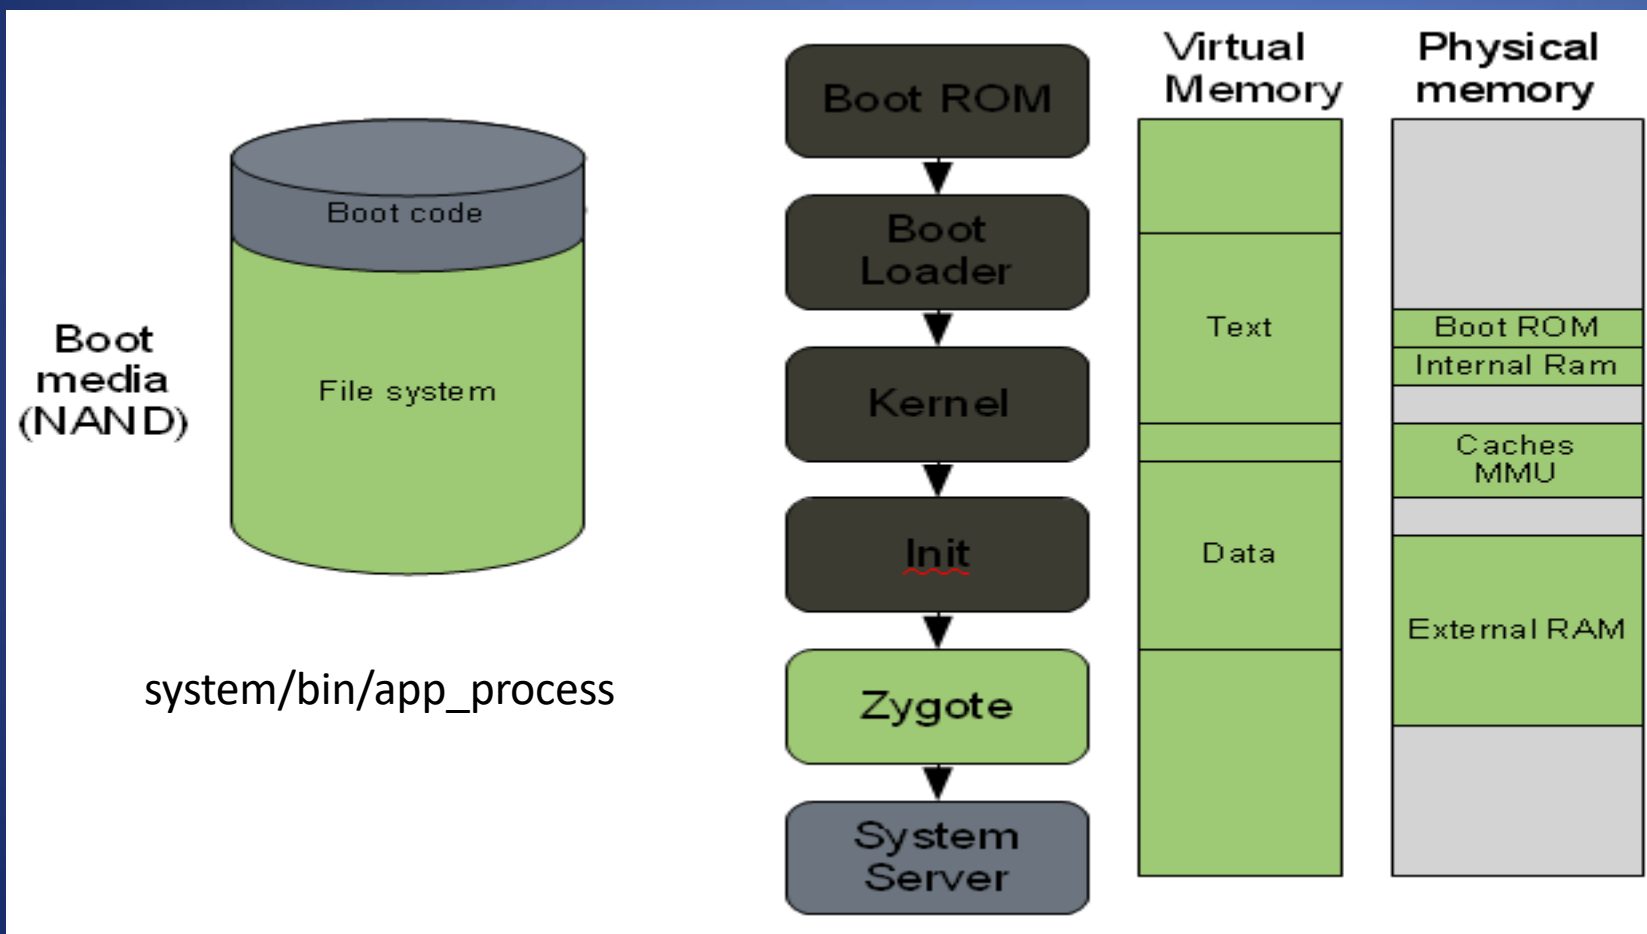 Boot code
File system
Boot
media
(NAND)
system/bin/app_process
Boot ROM
Boot
Loader
Kernel
Init
Zygote
System
Server
Virtual
Memory
Text
Data
Physical
memory
Boot ROM
Internal Ram
Caches
MMU
External RAM